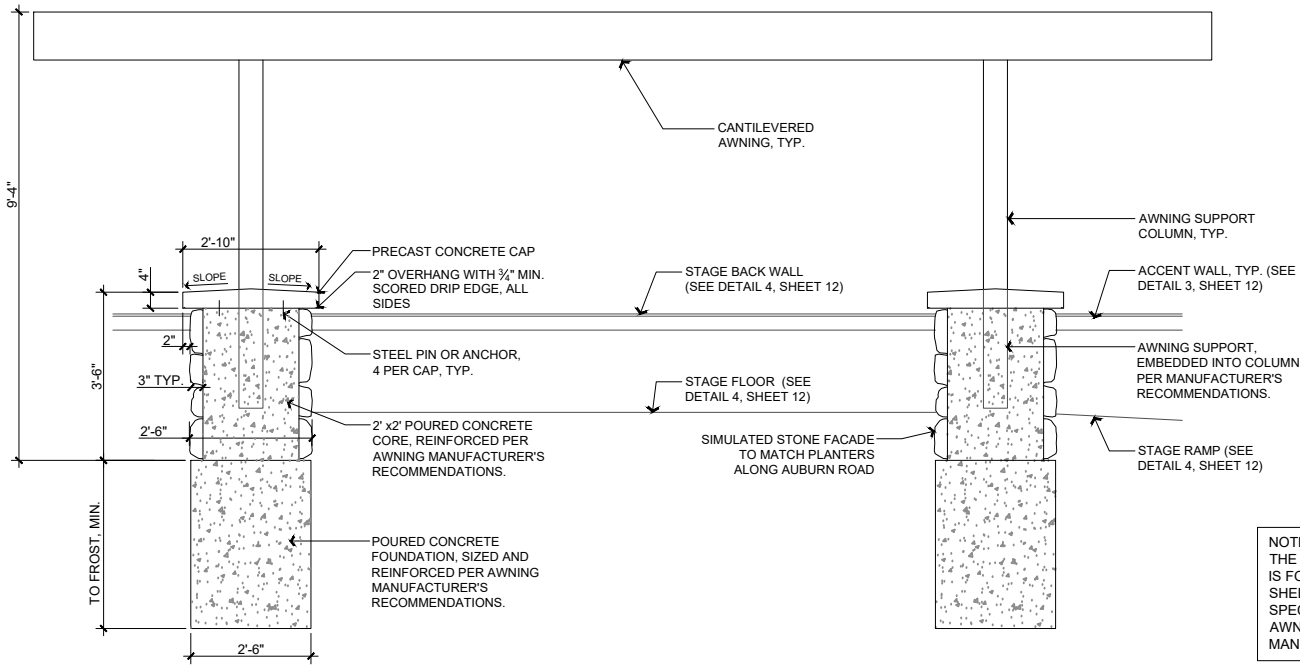 CANTILEVERED
AWNING, TYP.
9'-4"
AWNING SUPPORT
COLUMN, TYP.
2'-10"
PRECAST CONCRETE CAP
4"
SLOPE
SLOPE
2" OVERHANG WITH ¾" MIN.
SCORED DRIP EDGE, ALL
SIDES
STAGE BACK WALL
(SEE DETAIL 4, SHEET 12)
ACCENT WALL, TYP. (SEE
DETAIL 3, SHEET 12)
2"
STEEL PIN OR ANCHOR,
4 PER CAP, TYP.
AWNING SUPPORT,
EMBEDDED INTO COLUMN
PER MANUFACTURER'S
RECOMMENDATIONS.
3'-6"
3" TYP.
STAGE FLOOR (SEE
DETAIL 4, SHEET 12)
2'-6"
2' x2' POURED CONCRETE
CORE, REINFORCED PER
AWNING MANUFACTURER'S
RECOMMENDATIONS.
SIMULATED STONE FACADE
TO MATCH PLANTERS
ALONG AUBURN ROAD
STAGE RAMP (SEE
DETAIL 4, SHEET 12)
TO FROST, MIN.
POURED CONCRETE
FOUNDATION, SIZED AND
REINFORCED PER AWNING
MANUFACTURER'S
RECOMMENDATIONS.
2'-6"
THE
IS FO